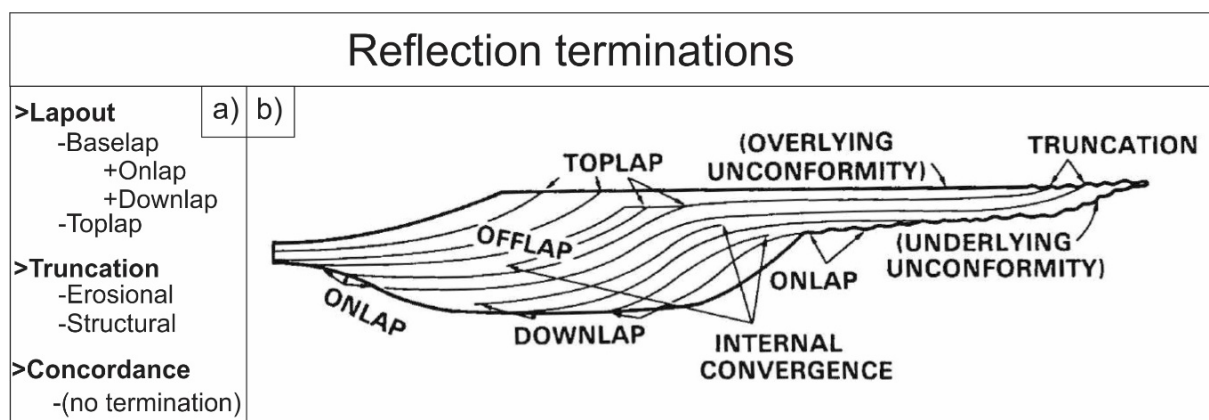 Reflection terminations
a)
>Lapout
-Baselap
+Onlap
+Downlap
-Toplap
>Truncation
-Erosional
-Structural
>Concordance
-(no termination)
b)
TOPLAP
(OVERLYING
UNCONFORMITY)
TRUNCATION
OFFLAP
ONLAP
DOWNLAP
INTERNAL
CONVERGENCE
ONLAP
(UNDERLYING
UNCONFORMITY)